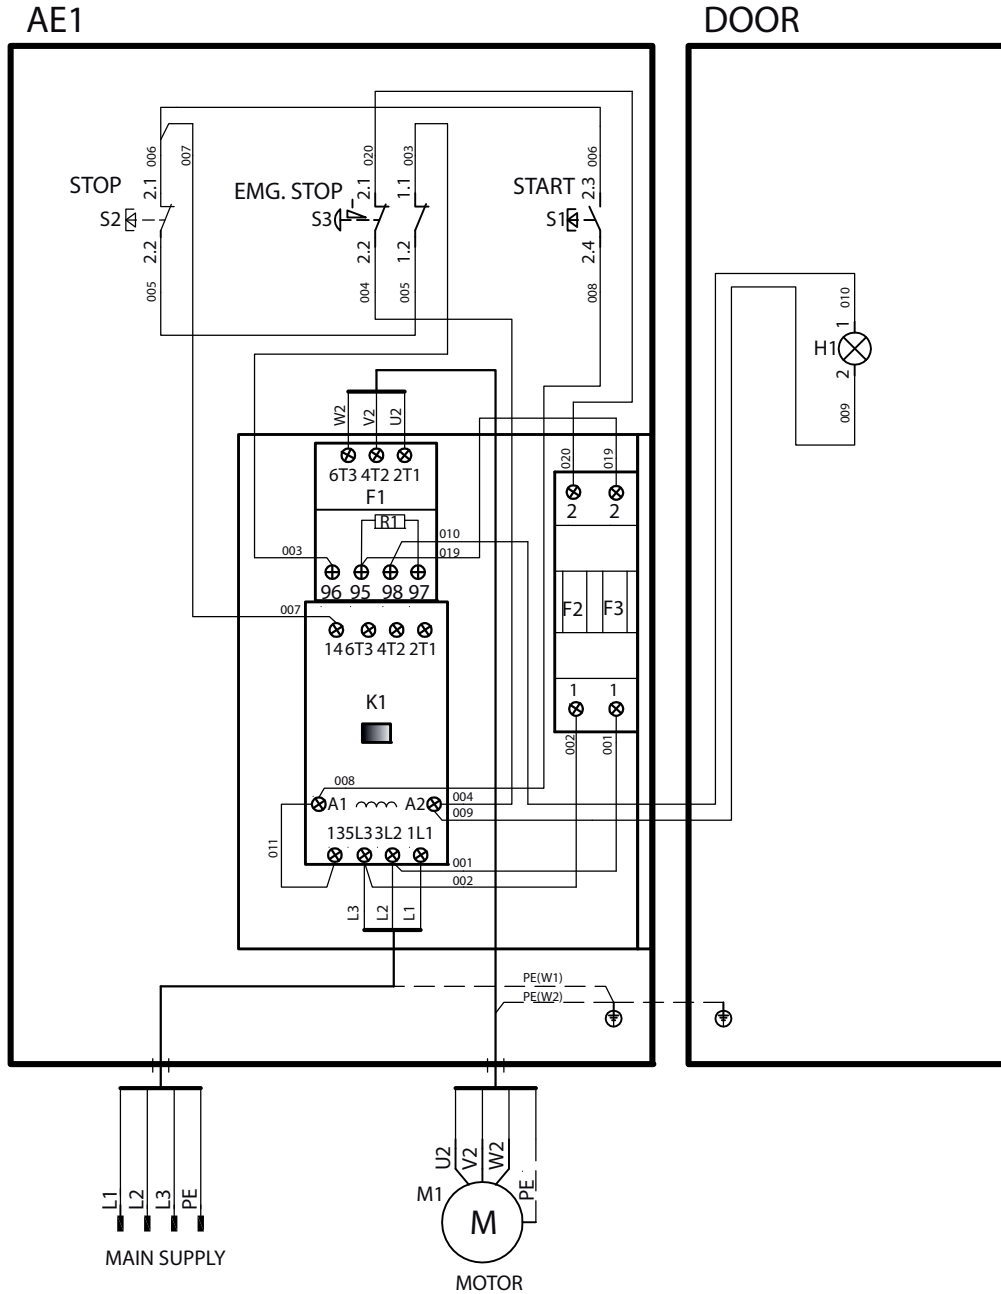 AE1
DOOR
006
007
020
003
006
STOP
2.1
EMG. STOP
2.1
1.1
START
2.3
S2
S3
S1
2.2
2.2
1.2
2.4
005
004
005
008
010
1
H1
2
009
W2
V2
U2
020
019
6T3 4T2 2T1
F1
2
2
R1
010
003
019
96 95 98 97
F2
F3
007
14 6T3 4T2 2T1
1
1
K1
002
001
008
A1
A2
004
009
011
13 5L3 3L2 1L1
001
002
L3
L2
L1
PE(W1)
PE(W2)
L1
L2
L3
PE
U2
V2
W2
PE
M1
M
MAIN SUPPLY
MOTOR